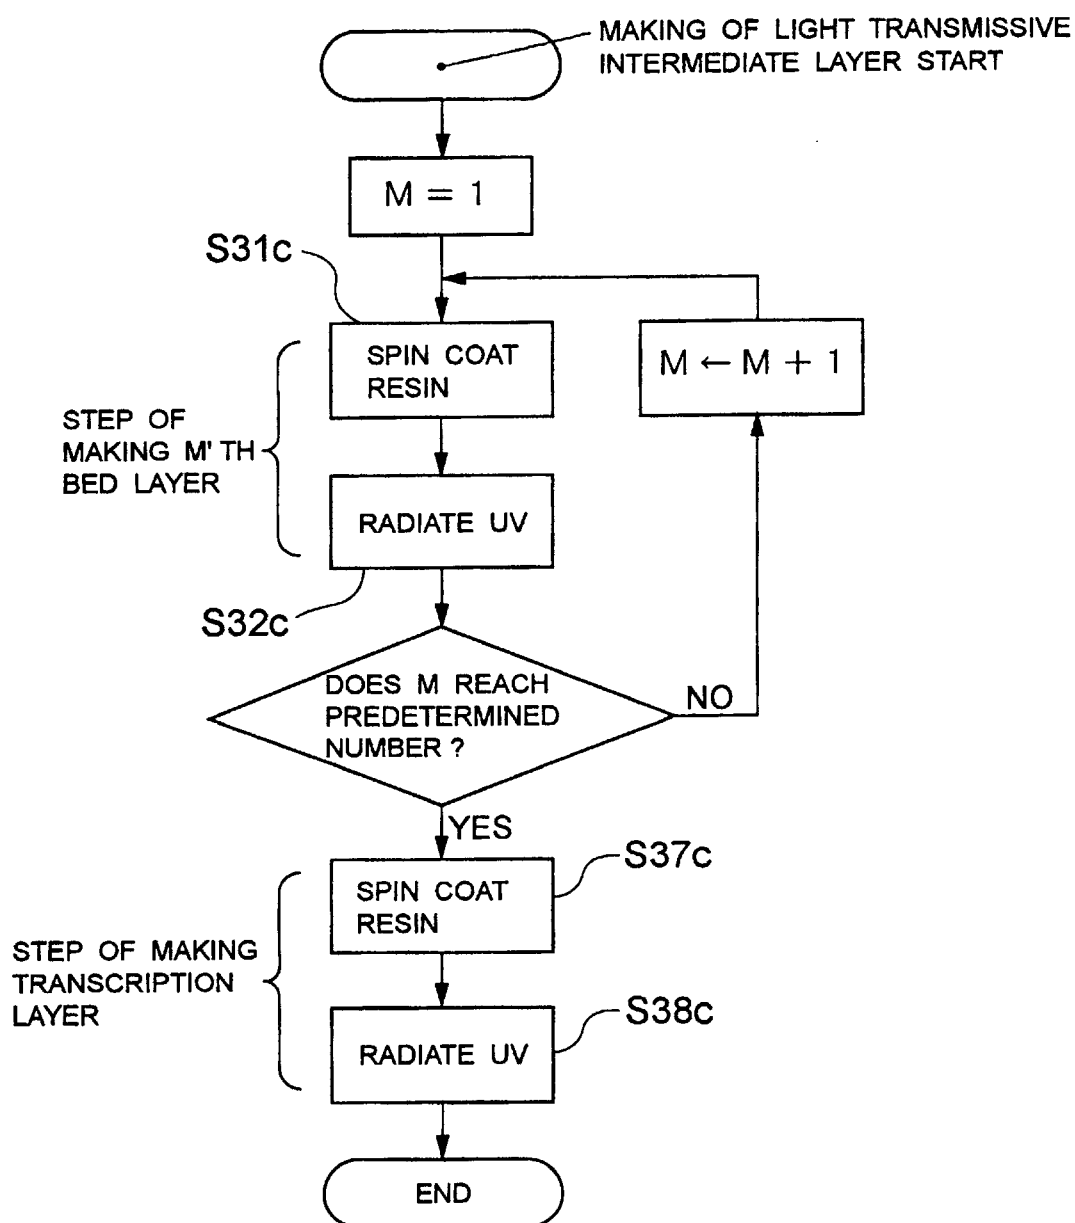 MAKING OF LIGHT TRANSMISSIVE
INTERMEDIATE LAYER START
M = 1
S31c
SPIN COAT
RESIN
M ← M + 1
STEP OF
MAKING M' TH
BED LAYER
RADIATE UV
S32c
DOES M REACH
PREDETERMINED
NUMBER ?
NO
YES
S37c
SPIN COAT
RESIN
STEP OF MAKING
TRANSCRIPTION
LAYER
S38c
RADIATE UV
END